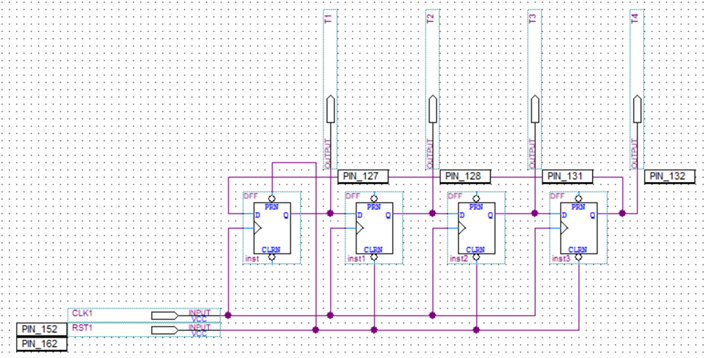 T1
T2
T3
T4
OUTPUT
OUTPUT
OUTPUT
OUTPUT
PIN_127
PIN_128
PIN_131
PIN_132
DFF
DFF
DFF
DFF
PRN
PRN
PRN
PRN
D Q
D Q
D Q
D Q
CLRN
CLRN
CLRN
CLRN
inst
inst1
inst2
inst3
CLK1 INPUT
VCC
PIN_152 RST1 INPUT
VCC
PIN_162